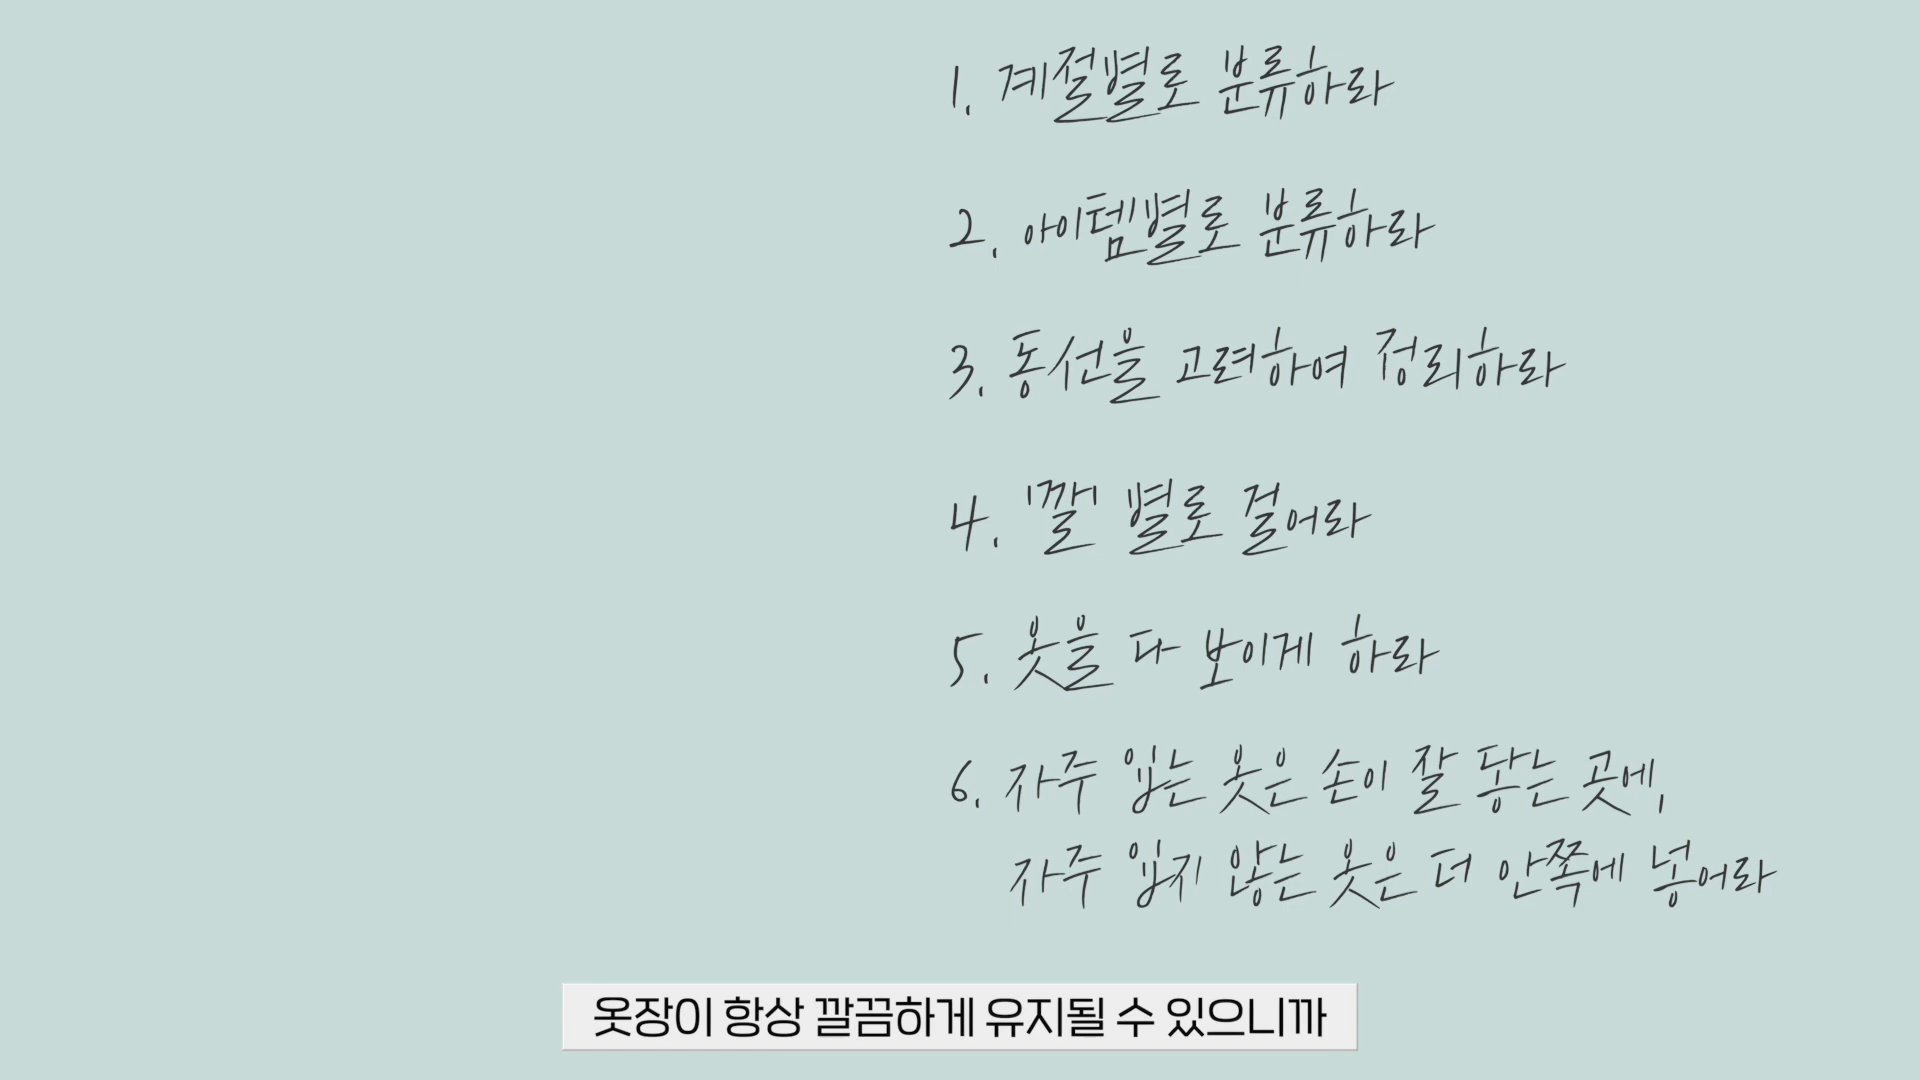 1. 계절별로 분류하라
2. 아이템별로 분류하라
3. 동선을 고려하여 정리하라
4. '깔' 별로 걸어라
5. 옷을 다 보이게 하라
6. 자주 입는 옷은 손이 잘 닿는 곳에,
자주 입지 않는 옷은 더 안쪽에 넣어라
옷장이 항상 깔끔하게 유지될 수 있으니까